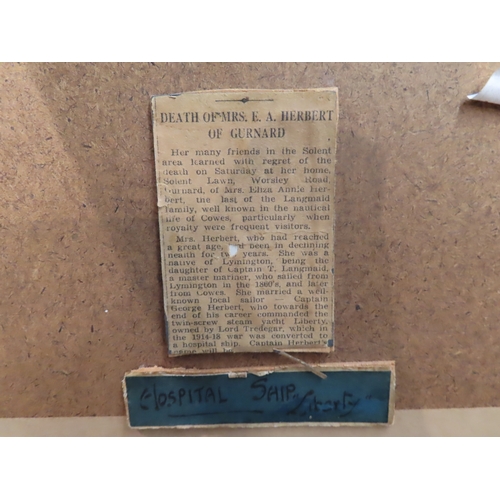 DEATH OF MRS. E. A. HERBERT
OF GURNARD
Her many friends in the Solent
area learned with regret of the
death on Saturday at her home,
Solent Lawn, Worsley Road,
Gurnard, of Mrs. Eliza Annie Her-
bert, the last of the Langmaid
family, well known in the nautical
life of Cowes, particularly when
royalty were frequent visitors.
Mrs. Herbert, who had reached
a great age, had been in declining
health for two years. She was a
native of Lymington, being the
daughter of Captain T. Langmaid,
a master mariner, who sailed from
Lymington in the 1860's, and later
from Cowes. She married a well-
known local sailor — Captain
George Herbert, who towards the
end of his career commanded the
twin-screw steam yacht Liberty,
owned by Lord Tredegar, which in
the 1914-18 war was converted to
a hospital ship. Captain Herbert's
name will be
HOSPITAL SHIP. Liberty